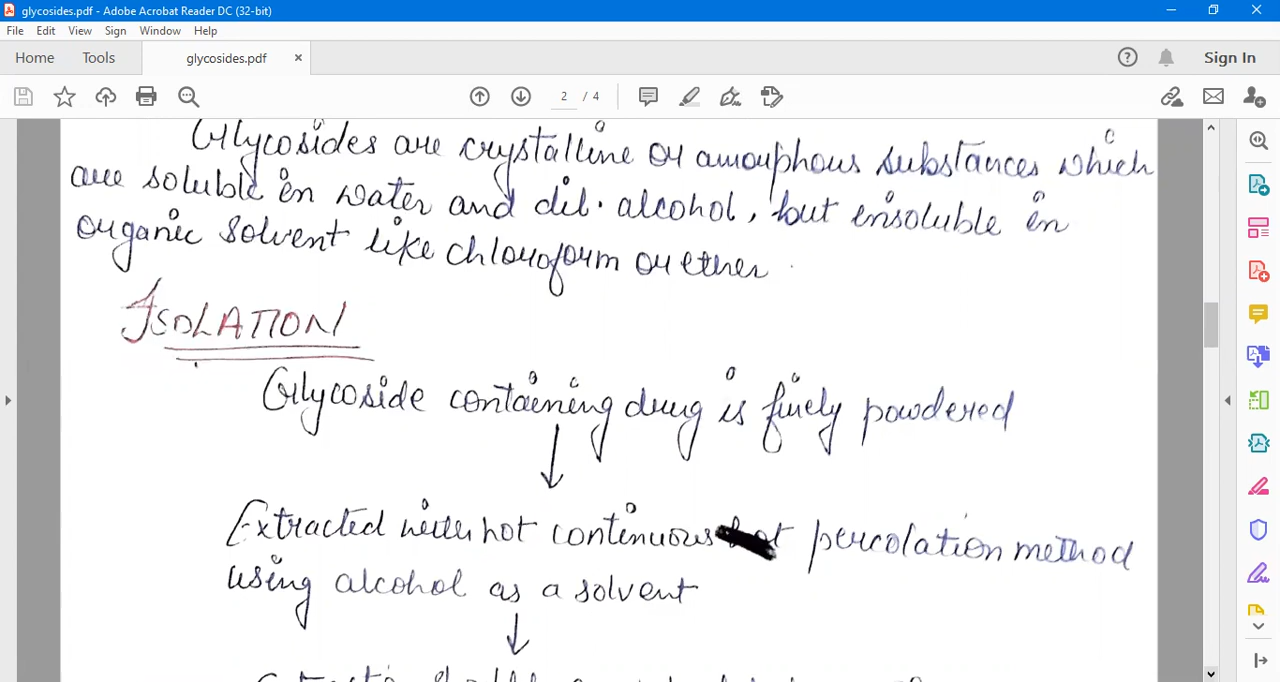 glycosides.pdf - Adobe Acrobat Reader DC (32-bit)
File Edit View Sign Window Help
Home Tools glycosides.pdf × Sign In
2 / 4
Glycosides are crystalline or amorphous substances which
are soluble in water and dil. alcohol, but insoluble in
organic solvent like chloroform or ether
ISOLATION
Glycoside containing drug is finely powdered
Extracted with hot continuous percolation method
using alcohol as a solvent